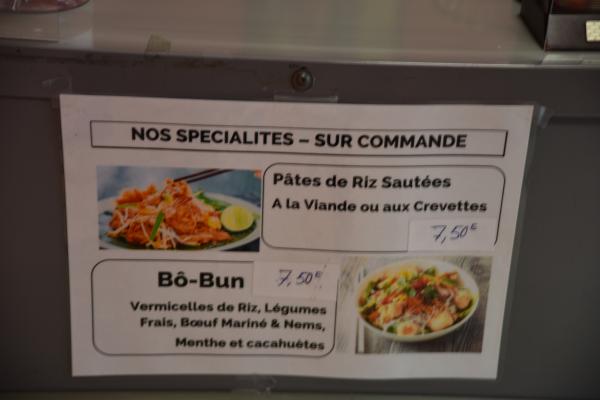 NOS SPECIALITES – SUR COMMANDE
Pâtes de Riz Sautées
A la Viande ou aux Crevettes
7,50€
Bô-Bun 7,50€
Vermicelles de Riz, Légumes
Frais, Bœuf Mariné & Nems,
Menthe et cacahuètes